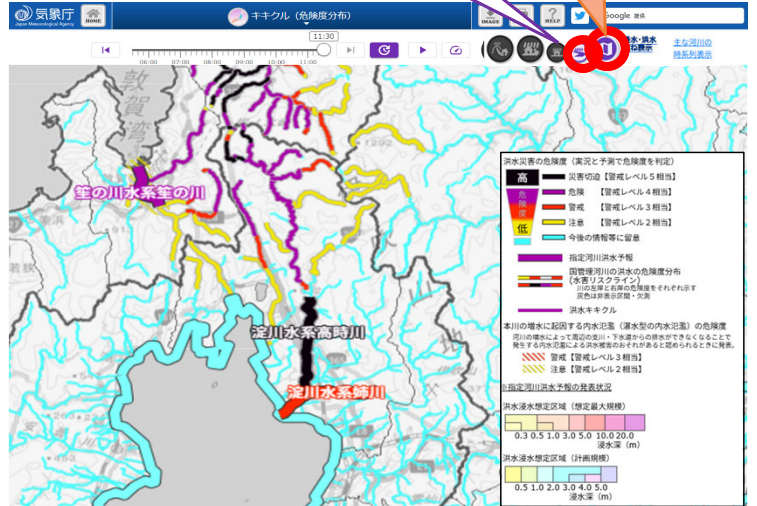 気象庁
Japan Meteorological Agency
HOME
キキクル（危険度分布）
IMAGE
HELP
Google 提供
11:30
06:00 07:00 08:00 09:00 10:00 11:00
水・洪水
ね表示
主な河川の
時系列表示
敦賀湾
1292
笙の川水系笙の川
若狭
淀川水系高時川
淀川水系姉川
洪水災害の危険度（実況と予測で危険度を判定）
高
危険度
低
災害切迫【警戒レベル５相当】
危険　【警戒レベル４相当】
警戒　【警戒レベル３相当】
注意　【警戒レベル２相当】
今後の情報等に留意
指定河川洪水予報
国管理河川の洪水の危険度分布
（水害リスクライン）
川の左岸と右岸の危険度をそれぞれ示す
灰色は非表示区間・欠測
洪水キキクル
本川の増水に起因する内水氾濫（湛水型の内水氾濫）の危険度
河川の増水によって周辺の支川・下水道からの排水ができなくなることで
発生する内水氾濫による浸水被害のおそれがあると認められるときに発表。
警戒【警戒レベル３相当】
注意【警戒レベル２相当】
※指定河川洪水予報の発表状況
洪水浸水想定区域（想定最大規模）
0.3 0.5 1.0 3.0 5.0 10.0 20.0
浸水深（m）
洪水浸水想定区域（計画規模）
0.5 1.0 2.0 3.0 4.0 5.0
浸水深（m）